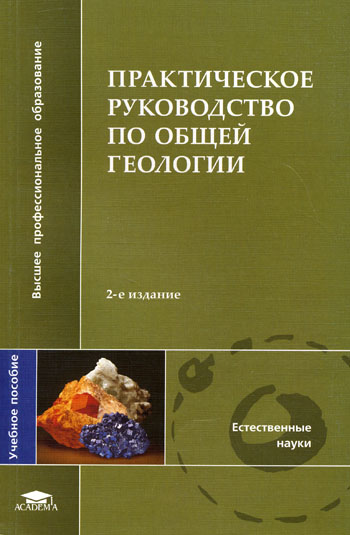 ПРАКТИЧЕСКОЕ
РУКОВОДСТВО
ПО ОБЩЕЙ
ГЕОЛОГИИ
2-е издание
Высшее профессиональное образование
Учебное пособие
Естественные
науки
ACADEMA